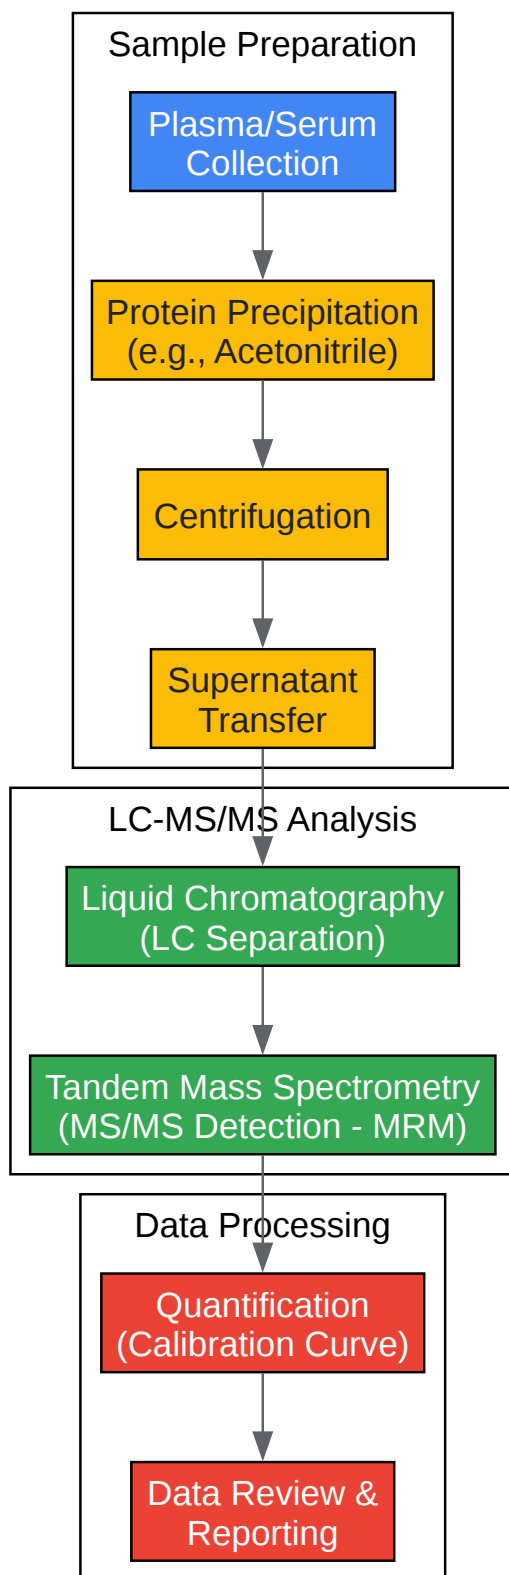 Sample Preparation
Plasma/Serum
Collection
Protein Precipitation
(e.g., Acetonitrile)
Centrifugation
Supernatant
Transfer
LC-MS/MS Analysis
Liquid Chromatography
(LC Separation)
Tandem Mass Spectrometry
(MS/MS Detection - MRM)
Data Processing
Quantification
(Calibration Curve)
Data Review &
Reporting